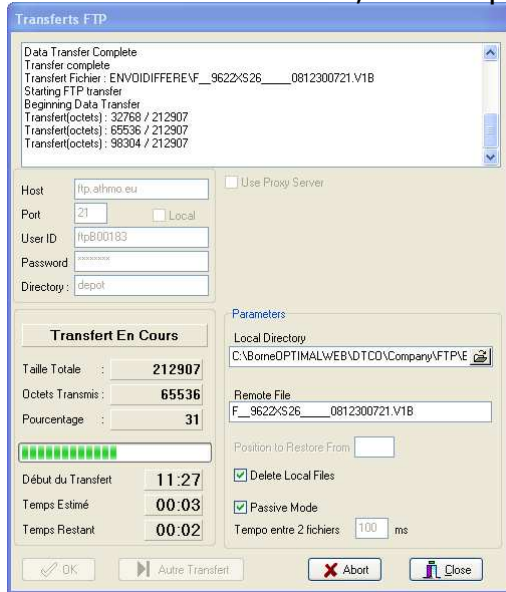 Transferts FTP
Data Transfer Complete
Transfer complete
Transfert Fichier : ENVOIDIFFERE\F__9622XS26_____0812300721.V1B
Starting FTP transfer
Beginning Data Transfer
Transfert(octets) : 32768 / 212907
Transfert(octets) : 65536 / 212907
Transfert(octets) : 98304 / 212907
Host ftp.athmo.eu
Use Proxy Server
Port 21 Local
User ID ftpB00183
Password ********
Directory : depot
Transfert En Cours
Taille Totale : 212907
Octets Transmis : 65536
Pourcentage : 31
Début du Transfert 11:27
Temps Estimé 00:03
Temps Restant 00:02
Parameters
Local Directory
C:\BorneOPTIMALWEB\DTCO\Company\FTP\E
Remote File
F__9622XS26_____0812300721.V1B
Position to Restore From
Delete Local Files
Passive Mode
Tempo entre 2 fichiers 100 ms
OK Autre Transfert Abort Close